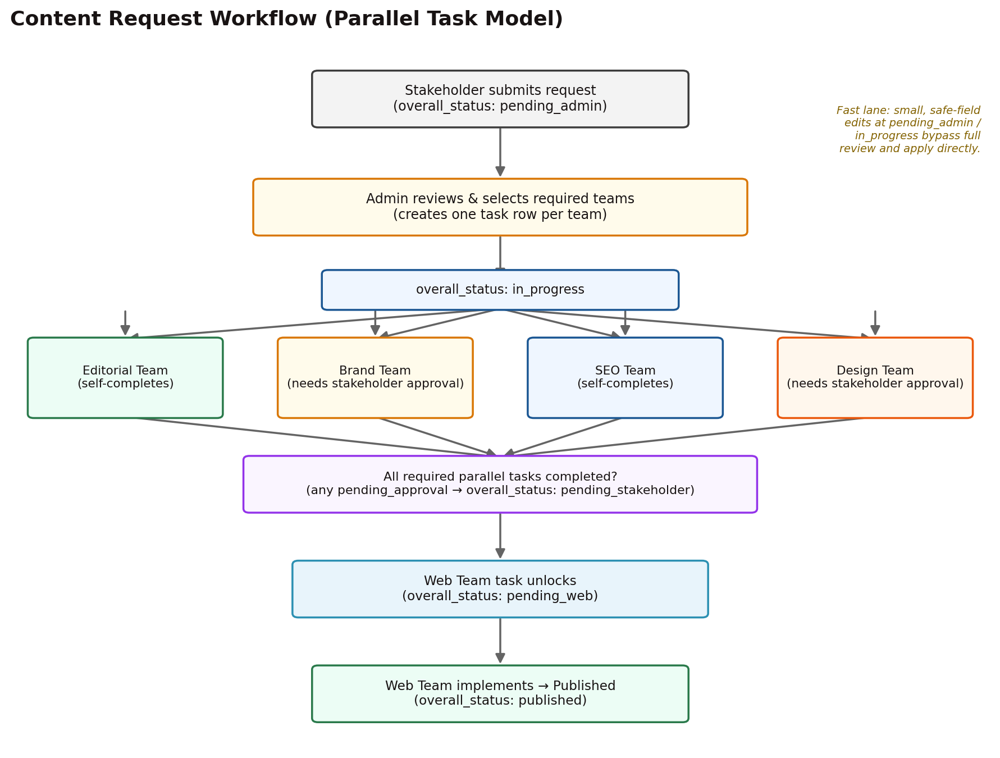 Content Request Workflow (Parallel Task Model)
Stakeholder submits request
(overall_status: pending_admin)
Fast lane: small, safe-field
edits at pending_admin /
in_progress bypass full
review and apply directly.
Admin reviews & selects required teams
(creates one task row per team)
overall_status: in_progress
Editorial Team
(self-completes)
Brand Team
(needs stakeholder approval)
SEO Team
(self-completes)
Design Team
(needs stakeholder approval)
All required parallel tasks completed?
(any pending_approval → overall_status: pending_stakeholder)
Web Team task unlocks
(overall_status: pending_web)
Web Team implements → Published
(overall_status: published)